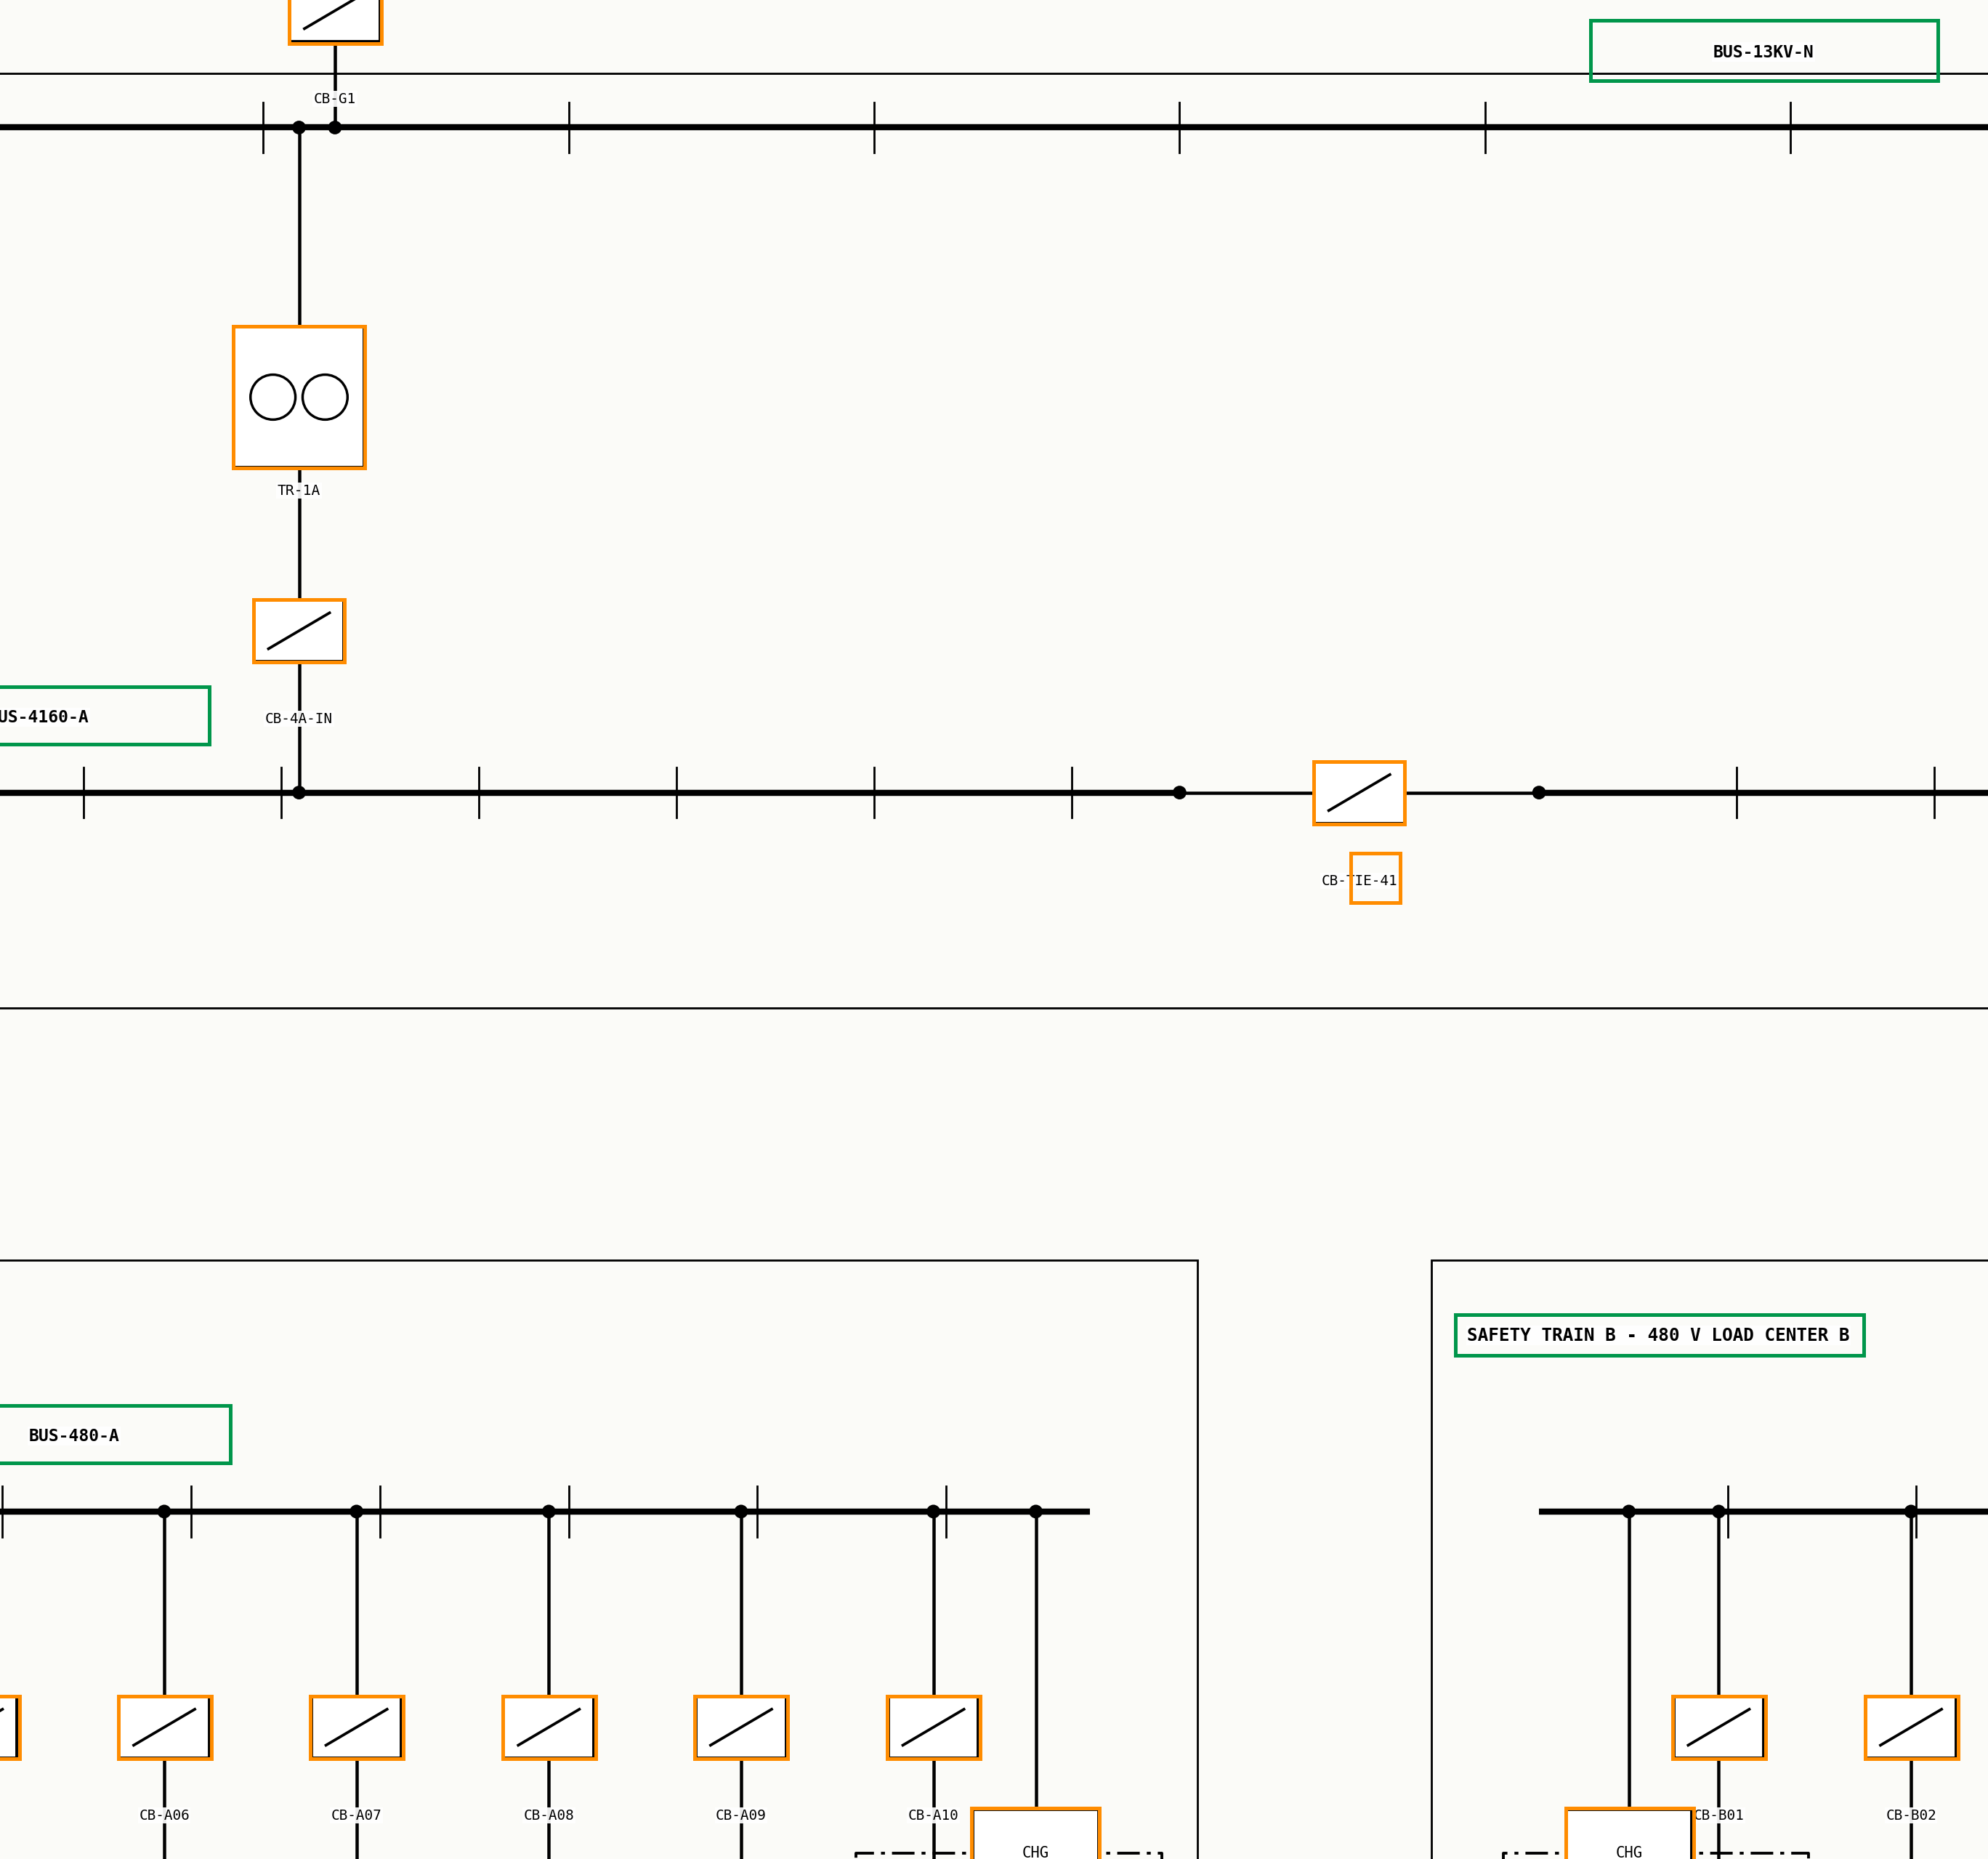 BUS-13KV-N
CB-G1
TR-1A
US-4160-A
CB-4A-IN
CB-TIE-41
SAFETY TRAIN B - 480 V LOAD CENTER B
BUS-480-A
CB-A06 CB-A07 CB-A08 CB-A09 CB-A10 CB-B01 CB-B02
CHG CHG